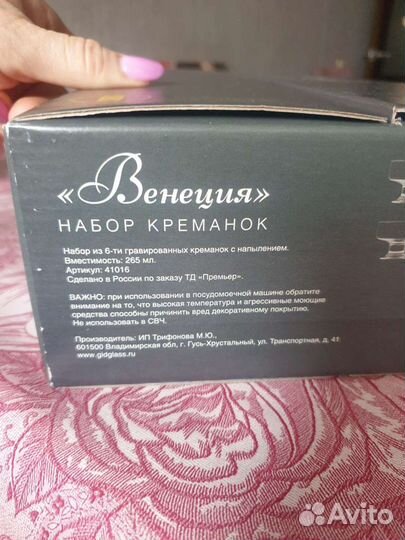 «Венеция»
НАБОР КРЕМАНОК
Набор из 6-ти гравированных креманок с напылением.
Вместимость: 265 мл.
Артикул: 41016
Сделано в России по заказу ТД «Премьер».
ВАЖНО: при использовании в посудомоечной машине обратите
внимание на то, что высокая температура и агрессивные моющие
средства способны причинить вред декоративному покрытию.
Не использовать в СВЧ.
Производитель: ИП Трифонова М.Ю.,
601500 Владимирская обл, г. Гусь-Хрустальный, ул. Транспортная, д. 41
www.gidglass.ru
Avito